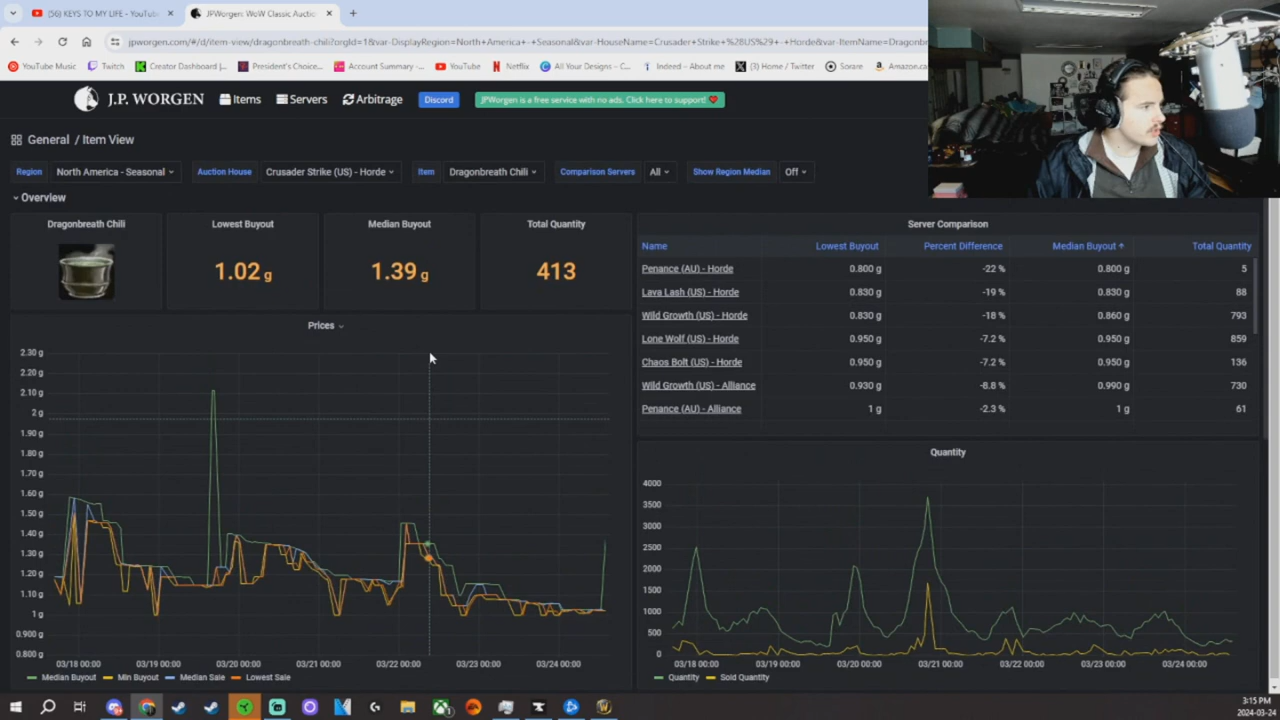 (56) KEYS TO MY LIFE - YouTube
JPWorgen: WoW Classic Auction
jpworgen.com/#/d/item-view/dragonbreath-chili?orgId=1&var-DisplayRegion=North+America+-+Seasonal&var-HouseName=Crusader+Strike+%28US%29+-+Horde&var-ItemName=Dragonbr
YouTube Music
Twitch
Creator Dashboard |...
President's Choice...
Account Summary -...
YouTube
Netflix
All Your Designs – C...
Indeed – About me
(3) Home / Twitter
Sorare
Amazon.ca
J.P. WORGEN
Items
Servers
Arbitrage
Discord
JPWorgen is a free service with no ads. Click here to support!
General / Item View
Region North America - Seasonal
Auction House Crusader Strike (US) - Horde
Item Dragonbreath Chili
Comparison Servers All
Show Region Median Off
Overview
Dragonbreath Chili
Lowest Buyout
1.02 g
Median Buyout
1.39 g
Total Quantity
413
Server Comparison
Name Lowest Buyout Percent Difference Median Buyout Total Quantity
Penance (AU) - Horde 0.800 g -22 % 0.800 g 5
Lava Lash (US) - Horde 0.830 g -19 % 0.830 g 88
Wild Growth (US) - Horde 0.830 g -18 % 0.860 g 793
Lone Wolf (US) - Horde 0.950 g -7.2 % 0.950 g 859
Chaos Bolt (US) - Horde 0.950 g -7.2 % 0.950 g 136
Wild Growth (US) - Alliance 0.930 g -8.8 % 0.990 g 730
Penance (AU) - Alliance 1 g -2.3 % 1 g 61
Prices
2.30 g
2.20 g
2.10 g
2 g
1.90 g
1.80 g
1.70 g
1.60 g
1.50 g
1.40 g
1.30 g
1.20 g
1.10 g
1 g
0.900 g
0.800 g
03/18 00:00 03/19 00:00 03/20 00:00 03/21 00:00 03/22 00:00 03/23 00:00 03/24 00:00
Median Buyout Min Buyout Median Sale Lowest Sale
Quantity
4000
3500
3000
2500
2000
1500
1000
500
0
03/18 00:00 03/19 00:00 03/20 00:00 03/21 00:00 03/22 00:00 03/23 00:00 03/24 00:00
Quantity Sold Quantity
3:15 PM
2024-03-24